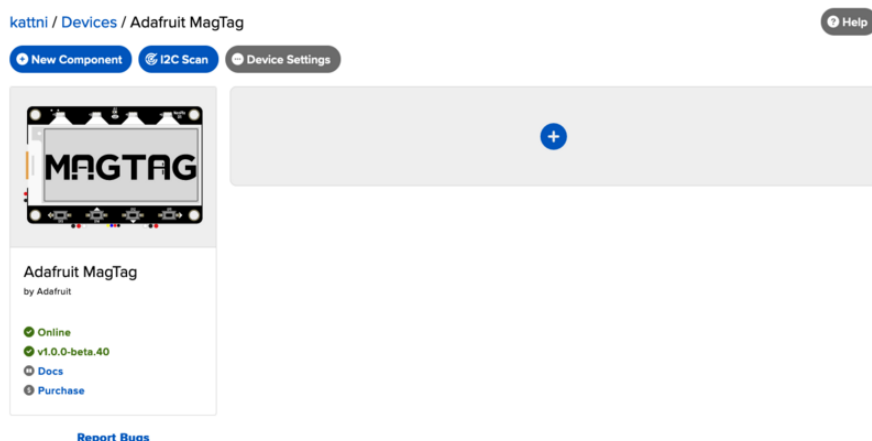 kattni / Devices / Adafruit MagTag
Help
New Component
I2C Scan
Device Settings
MAGTAG
Adafruit MagTag
by Adafruit
Online
v1.0.0-beta.40
Docs
Purchase
Report Bugs